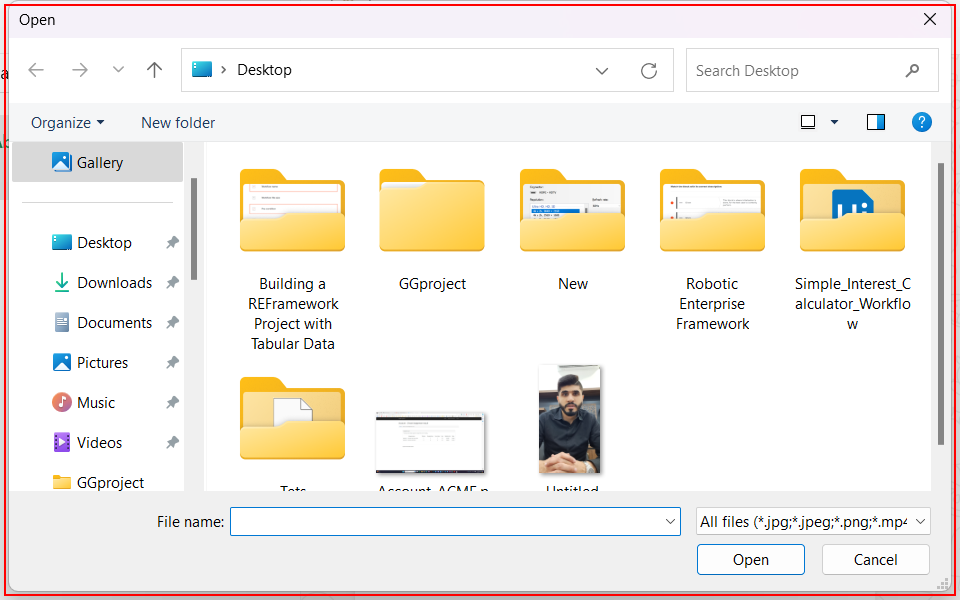 Open
Desktop
Search Desktop
Organize
New folder
Gallery
Desktop
Downloads
Documents
Pictures
Music
Videos
GGproject
Building a
REFramework
Project with
Tabular Data
GGproject
New
Robotic
Enterprise
Framework
Simple_Interest_C
alculator_Workflo
w
Tets
Account_ACME.p
Untitled
File name:
All files (*.jpg;*.jpeg;*.png;*.mp4
Open
Cancel